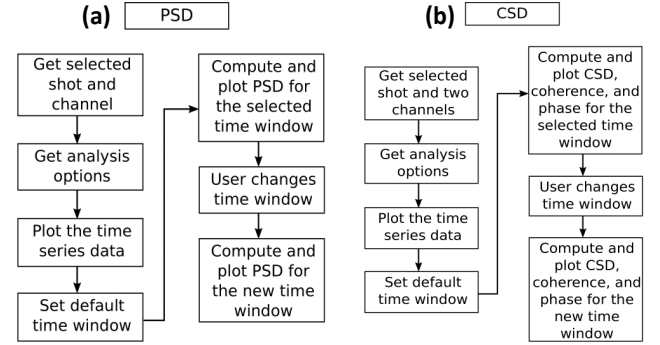 (a) PSD
Get selected
shot and
channel
Get analysis
options
Plot the time
series data
Set default
time window
Compute and
plot PSD for
the selected
time window
User changes
time window
Compute and
plot PSD for
the new time
window
(b) CSD
Get selected
shot and two
channels
Get analysis
options
Plot the time
series data
Set default
time window
Compute and
plot CSD,
coherence, and
phase for the
selected time
window
User changes
time window
Compute and
plot CSD,
coherence, and
phase for the
new time
window